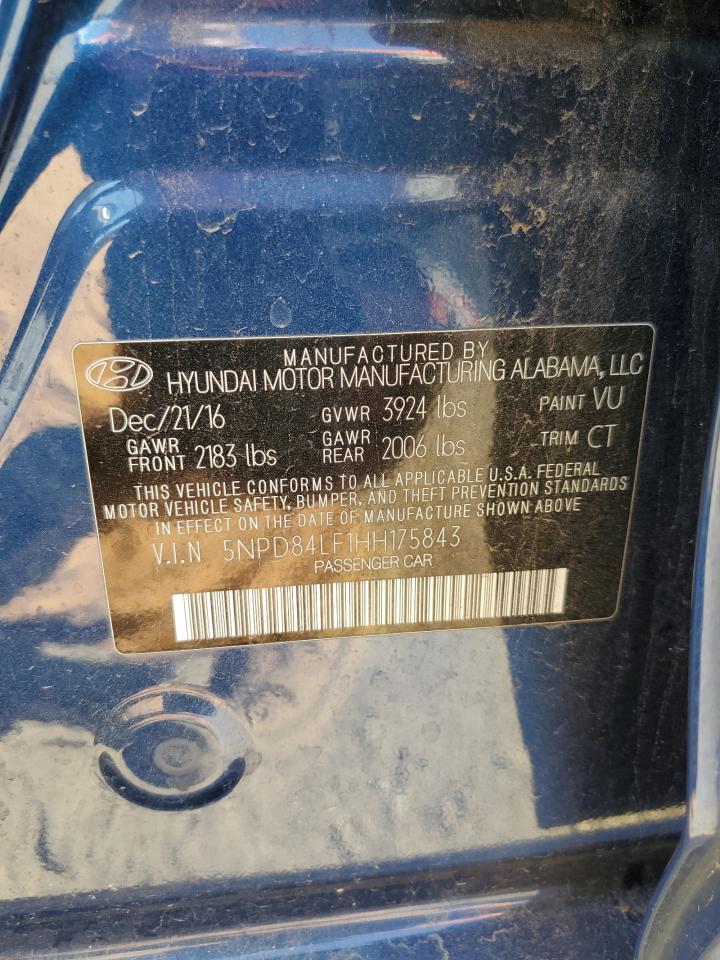 MANUFACTURED BY
HYUNDAI MOTOR MANUFACTURING ALABAMA, LLC
Dec/21/16 GVWR 3924 lbs PAINT VU
GAWR FRONT 2183 lbs GAWR REAR 2006 lbs TRIM CT
THIS VEHICLE CONFORMS TO ALL APPLICABLE U.S.A. FEDERAL
MOTOR VEHICLE SAFETY, BUMPER, AND THEFT PREVENTION STANDARDS
IN EFFECT ON THE DATE OF MANUFACTURE SHOWN ABOVE
V.I.N 5NPD84LF1HH175843
PASSENGER CAR